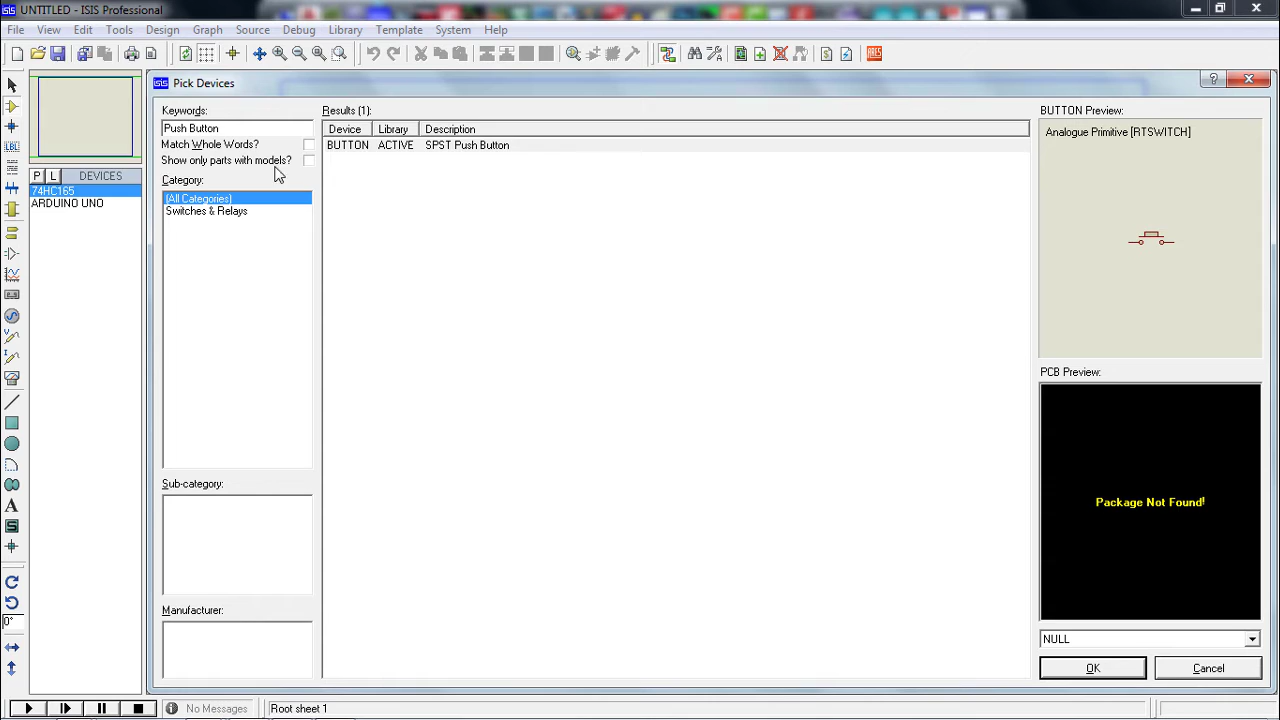 UNTITLED - ISIS Professional
File View Edit Tools Design Graph Source Debug Library Template System Help
Pick Devices
Keywords:
Push Button
Match Whole Words?
Show only parts with models?
Category:
(All Categories)
Switches & Relays
Sub-category:
Manufacturer:
Results (1):
Device Library Description
BUTTON ACTIVE SPST Push Button
BUTTON Preview:
Analogue Primitive [RTSWITCH]
PCB Preview:
Package Not Found!
NULL
OK Cancel
P L DEVICES
74HC165
ARDUINO UNO
LBL
ARES
A
S
V
I
0°
No Messages Root sheet 1